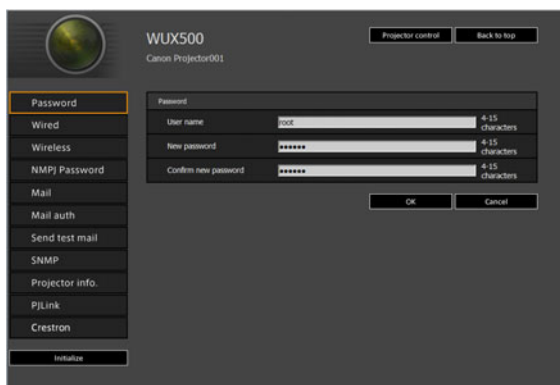 WUX500
Canon Projector001
Projector control
Back to top
Password
Wired
Wireless
NMPJ Password
Mail
Mail auth
Send test mail
SNMP
Projector info.
PJLink
Crestron
Initialize
Password
User name root 4-15
characters
New password •••••• 4-15
characters
Confirm new password •••••• 4-15
characters
OK
Cancel